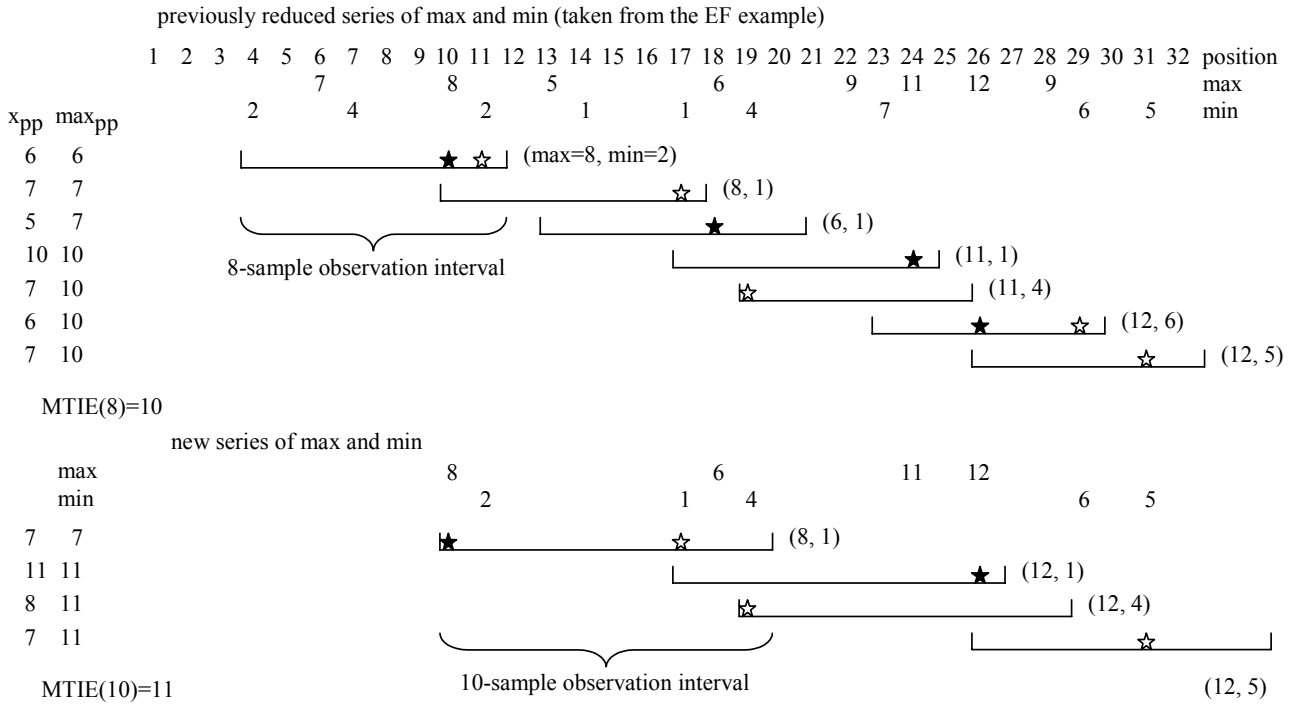 previously reduced series of max and min (taken from the EF example)
1 2 3 4 5 6 7 8 9 10 11 12 13 14 15 16 17 18 19 20 21 22 23 24 25 26 27 28 29 30 31 32 position
7 8 5 6 9 11 12 9 max
2 4 2 1 1 4 7 6 5 min
xpp maxpp
6 6 (max=8, min=2)
7 7 (8, 1)
5 7 (6, 1)
10 10 (11, 1)
8-sample observation interval
7 10 (11, 4)
6 10 (12, 6)
7 10 (12, 5)
MTIE(8)=10
new series of max and min
max 8 6 11 12
min 2 1 4 6 5
7 7 (8, 1)
11 11 (12, 1)
8 11 (12, 4)
7 11
10-sample observation interval
MTIE(10)=11 (12, 5)